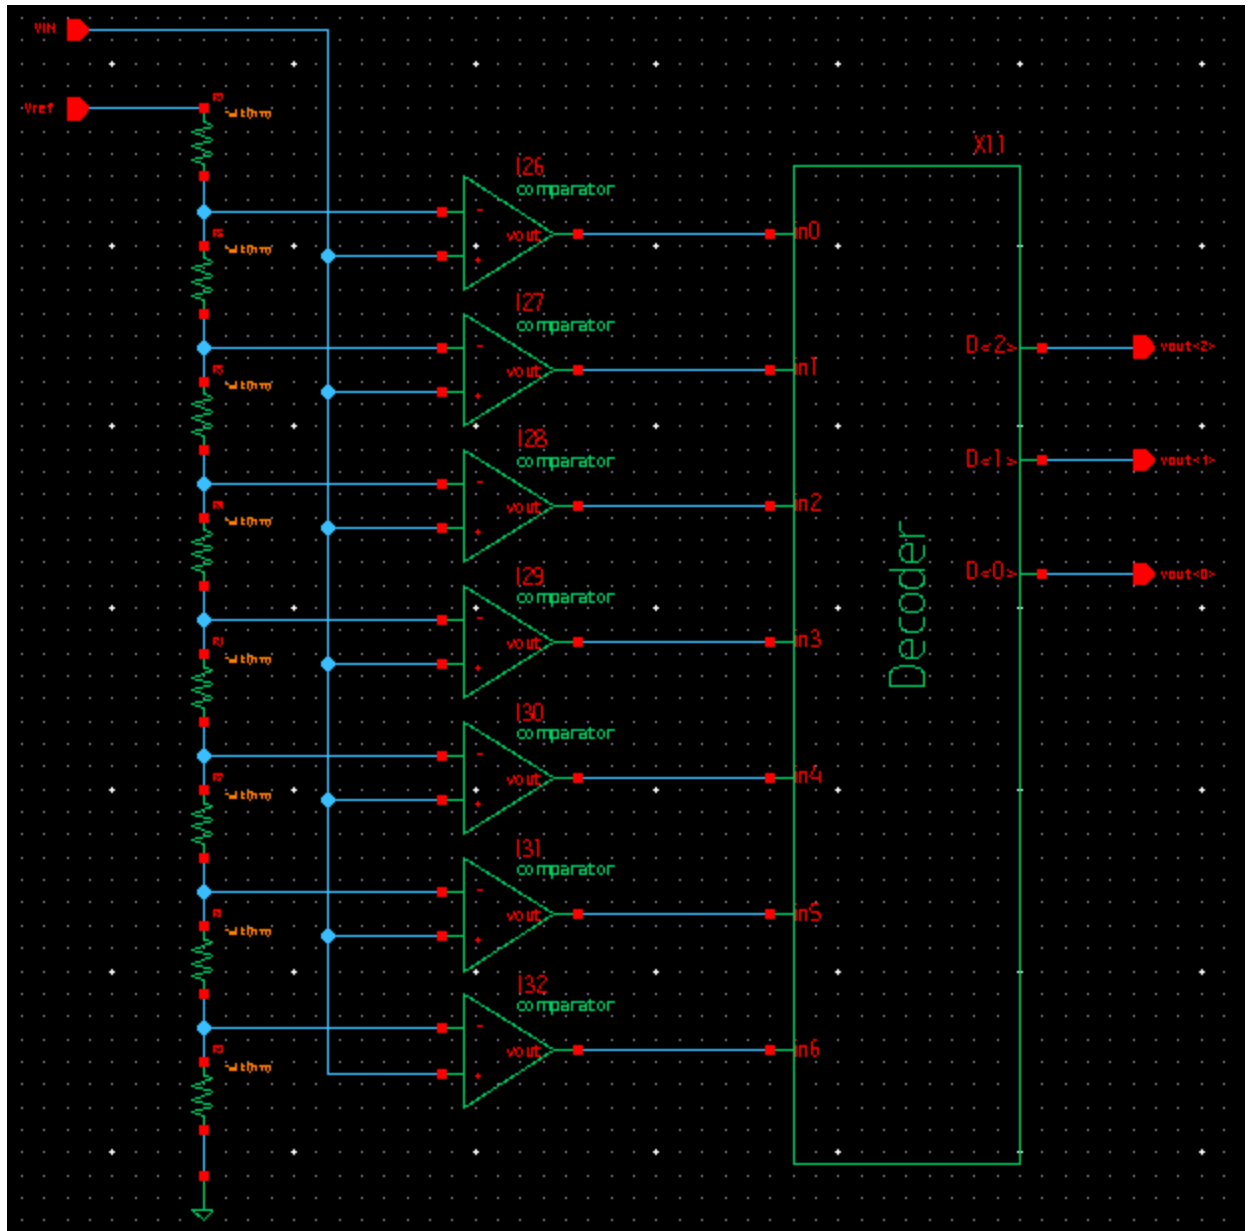 VIN
Vref
I26
comparator
-
vout
+
in0
I27
comparator
-
vout
+
in1
I28
comparator
-
vout
+
in2
I29
comparator
-
vout
+
in3
I30
comparator
-
vout
+
in4
I31
comparator
-
vout
+
in5
I32
comparator
-
vout
+
in6
X11
Decoder
D<2>
vout<2>
D<1>
vout<1>
D<0>
vout<0>